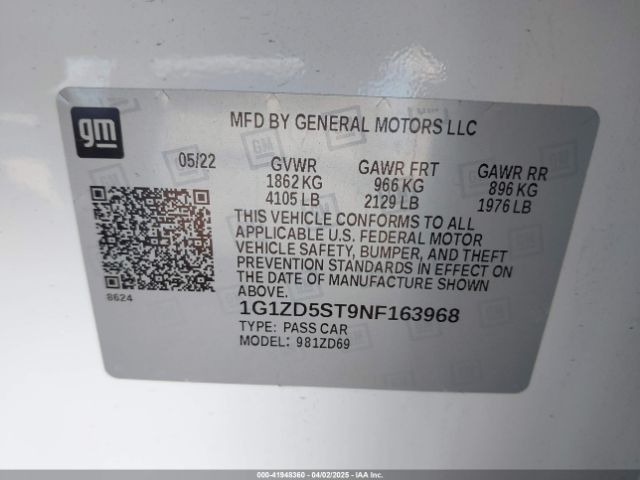 gm
MFD BY GENERAL MOTORS LLC
05/22 GVWR GAWR FRT GAWR RR
1862 KG 966 KG 896 KG
4105 LB 2129 LB 1976 LB
THIS VEHICLE CONFORMS TO ALL
APPLICABLE U.S. FEDERAL MOTOR
VEHICLE SAFETY, BUMPER, AND THEFT
PREVENTION STANDARDS IN EFFECT ON
THE DATE OF MANUFACTURE SHOWN
ABOVE.
8624
1G1ZD5ST9NF163968
TYPE: PASS CAR
MODEL: 981ZD69
000-41948360 - 04/02/2025 - IAA Inc.